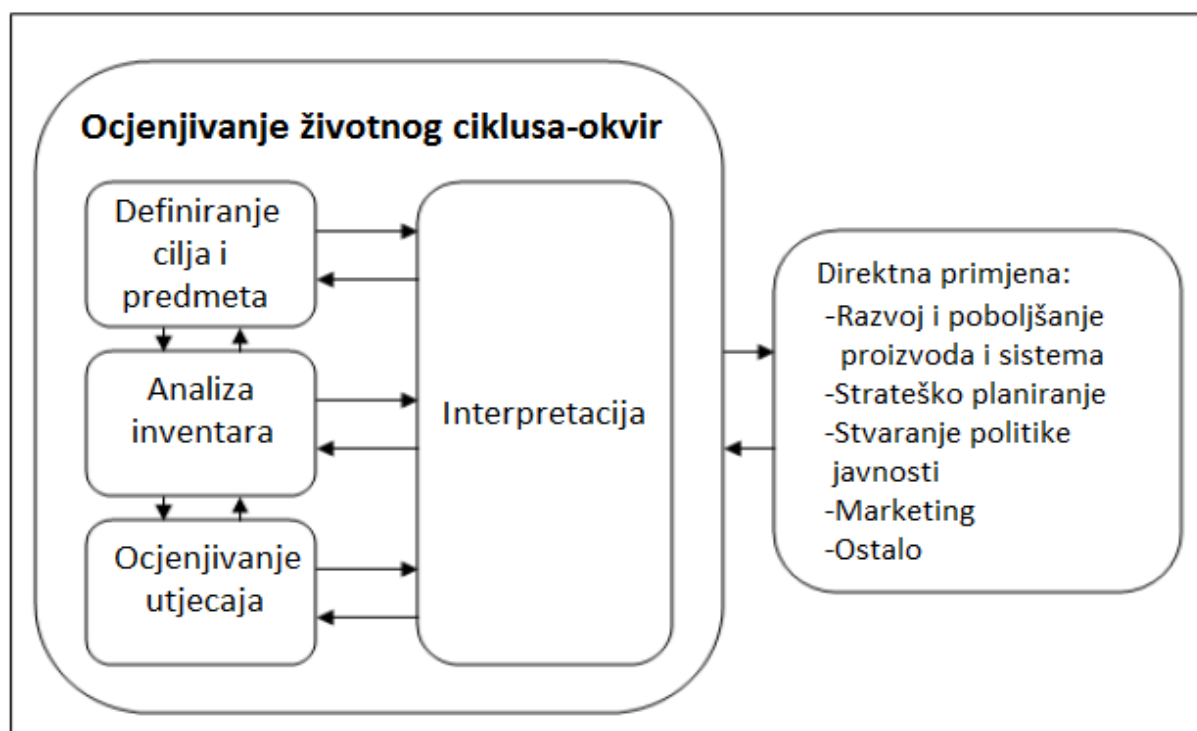 Ocjenjivanje životnog ciklusa-okvir
Definiranje
cilja i
predmeta
Analiza
inventara
Ocjenjivanje
utjecaja
Interpretacija
Direktna primjena:
-Razvoj i poboljšanje
proizvoda i sistema
-Strateško planiranje
-Stvaranje politike
javnosti
-Marketing
-Ostalo